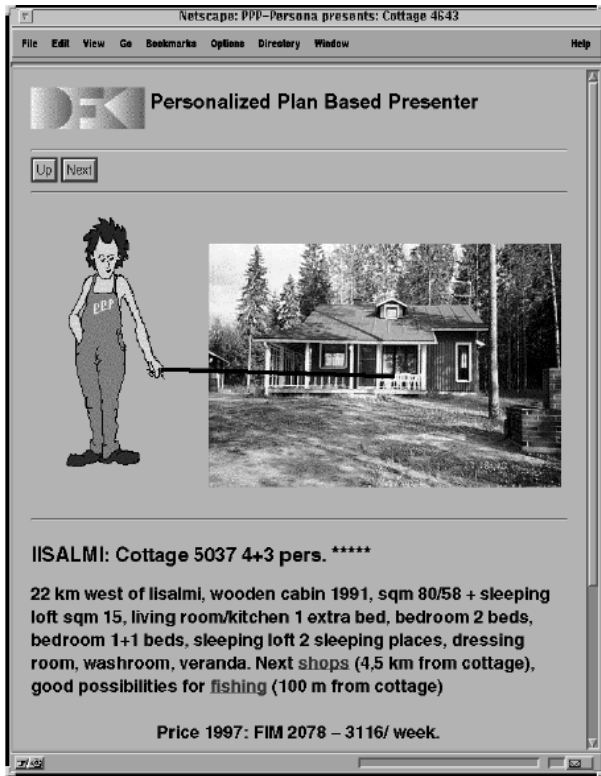 Netscape: PPP-Persona presents: Cottage 4643
File Edit View Go Bookmarks Options Directory Window Help
DFKI Personalized Plan Based Presenter
Up Next
PPP
IISALMI: Cottage 5037 4+3 pers. *****
22 km west of Iisalmi, wooden cabin 1991, sqm 80/58 + sleeping
loft sqm 15, living room/kitchen 1 extra bed, bedroom 2 beds,
bedroom 1+1 beds, sleeping loft 2 sleeping places, dressing
room, washroom, veranda. Next shops (4,5 km from cottage),
good possibilities for fishing (100 m from cottage)
Price 1997: FIM 2078 – 3116/ week.